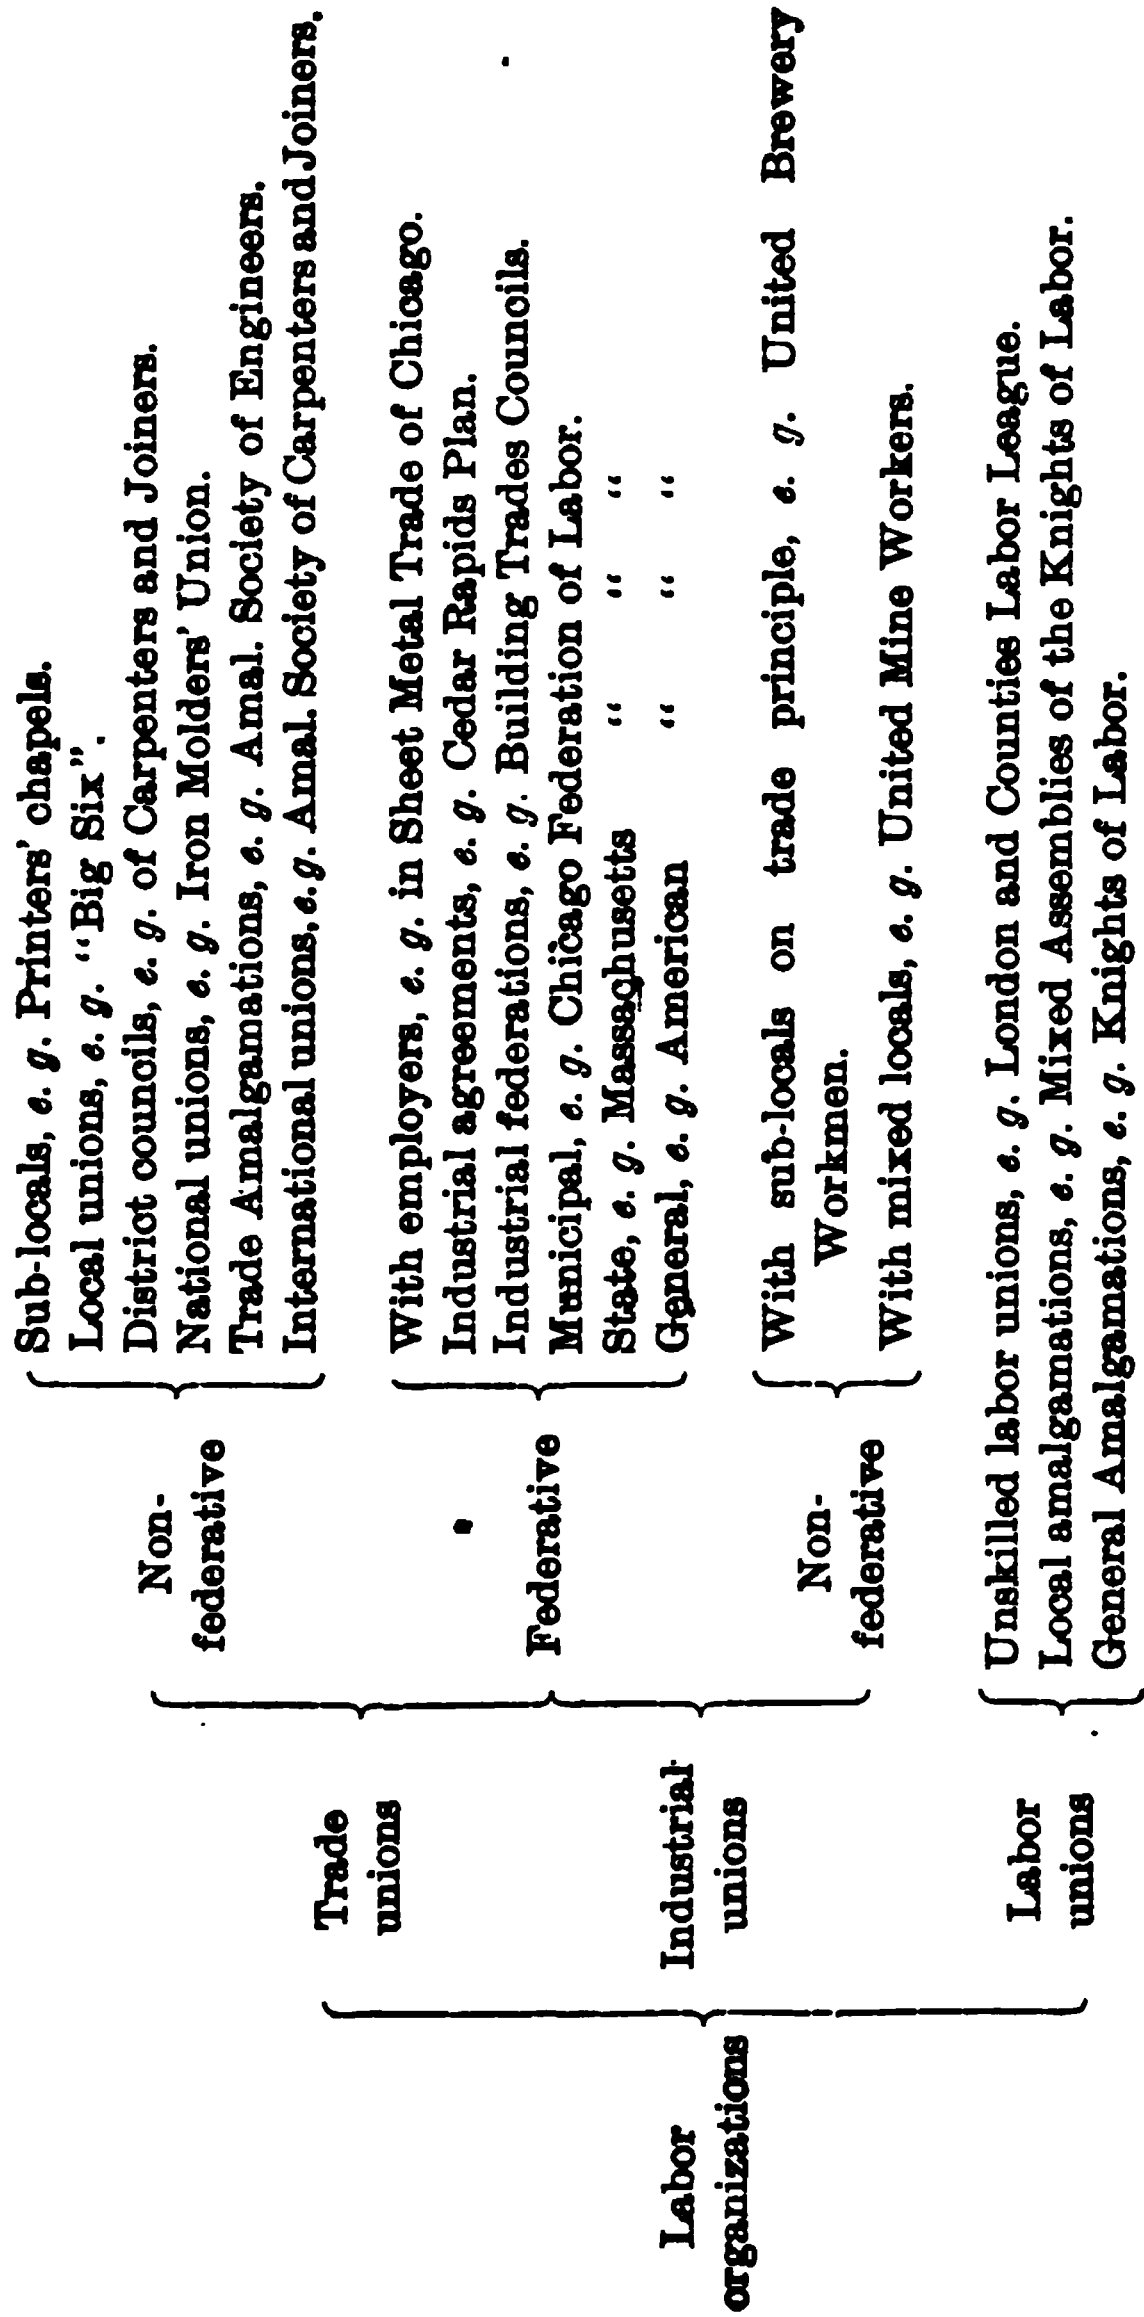 Labor
organizations
Trade
unions
Non-
federative
Sub-locals, e. g. Printers' chapels.
Local unions, e. g. "Big Six".
District councils, e. g. of Carpenters and Joiners.
National unions, e. g. Iron Molders' Union.
Trade Amalgamations, e. g. Amal. Society of Engineers.
International unions, e.g. Amal. Society of Carpenters and Joiners.
Federative
With employers, e. g. in Sheet Metal Trade of Chicago.
Industrial agreements, e. g. Cedar Rapids Plan.
Industrial federations, e. g. Building Trades Councils.
Municipal, e. g. Chicago Federation of Labor.
State, e. g. Massachusetts " " "
General, e. g. American " " "
Industrial
unions
Non-
federative
With sub-locals on trade principle, e. g. United Brewery
Workmen.
With mixed locals, e. g. United Mine Workers.
Labor
unions
Unskilled labor unions, e. g. London and Counties Labor League.
Local amalgamations, e. g. Mixed Assemblies of the Knights of Labor.
General Amalgamations, e. g. Knights of Labor.